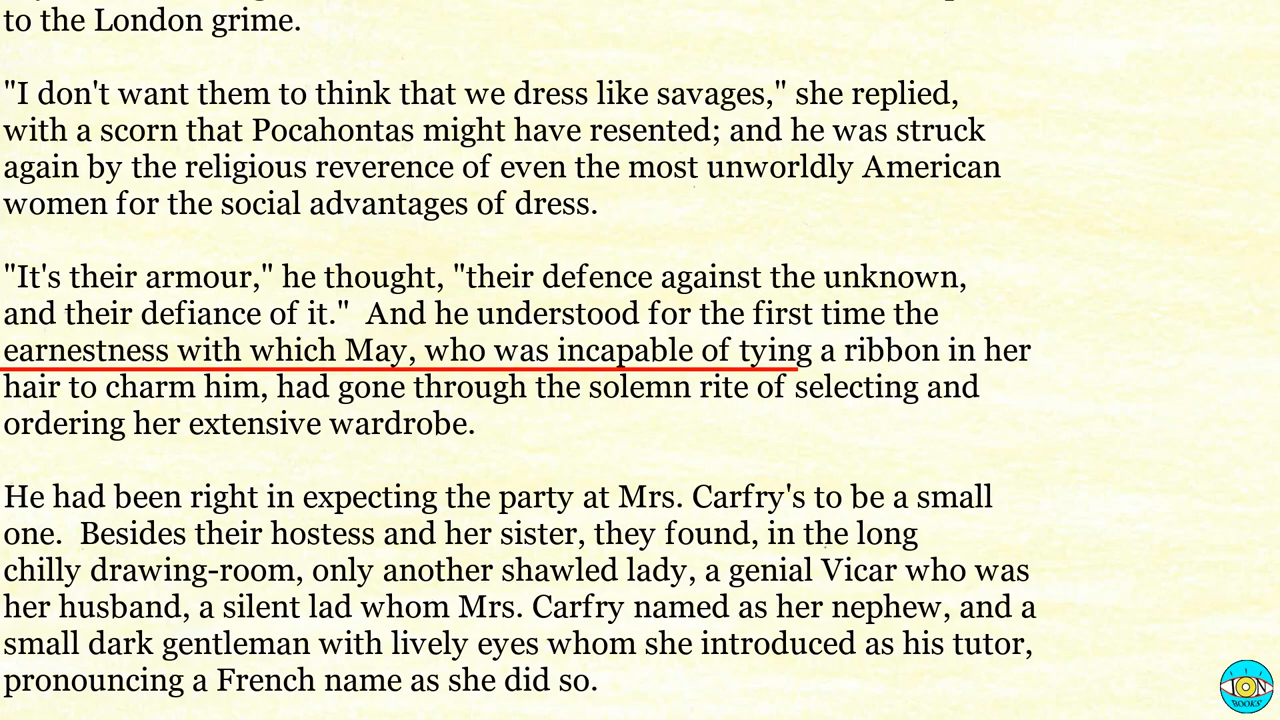 to the London grime.
"I don't want them to think that we dress like savages," she replied,
with a scorn that Pocahontas might have resented; and he was struck
again by the religious reverence of even the most unworldly American
women for the social advantages of dress.
"It's their armour," he thought, "their defence against the unknown,
and their defiance of it."  And he understood for the first time the
earnestness with which May, who was incapable of tying a ribbon in her
hair to charm him, had gone through the solemn rite of selecting and
ordering her extensive wardrobe.
He had been right in expecting the party at Mrs. Carfry's to be a small
one.  Besides their hostess and her sister, they found, in the long
chilly drawing-room, only another shawled lady, a genial Vicar who was
her husband, a silent lad whom Mrs. Carfry named as her nephew, and a
small dark gentleman with lively eyes whom she introduced as his tutor,
pronouncing a French name as she did so.
ION
BOOKS